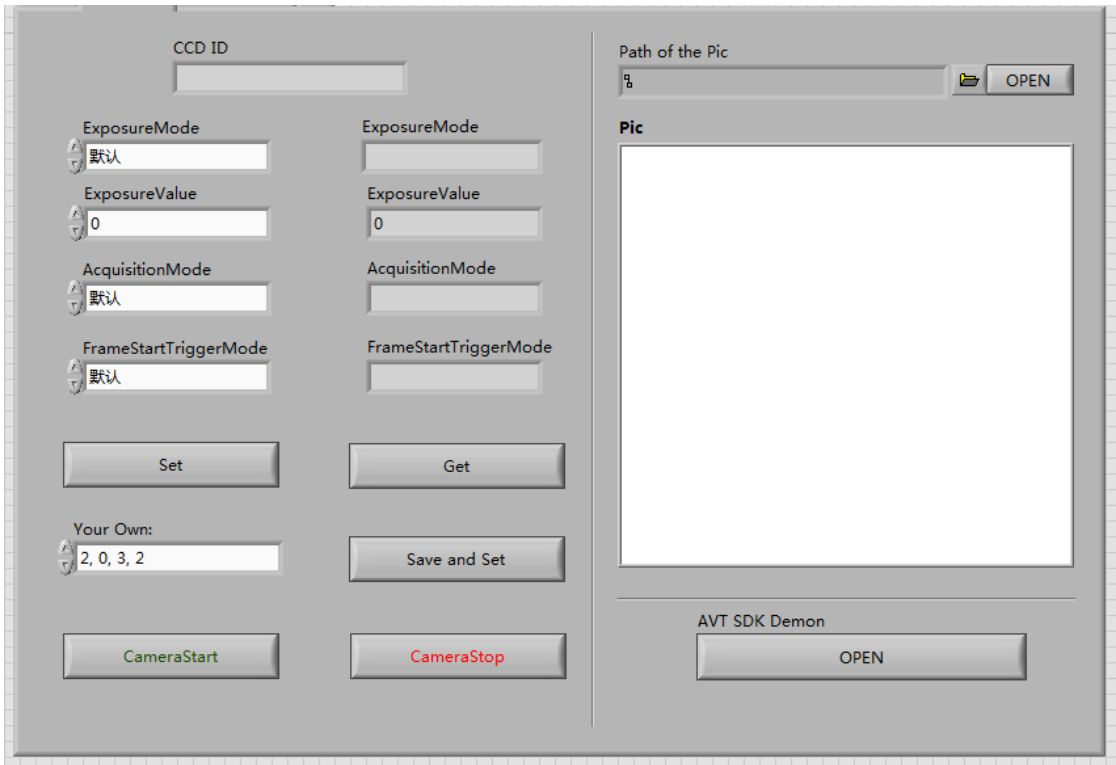 CCD ID
ExposureMode
默认
ExposureMode
ExposureValue
0
ExposureValue
0
AcquisitionMode
默认
AcquisitionMode
FrameStartTriggerMode
默认
FrameStartTriggerMode
Set
Get
Your Own:
2, 0, 3, 2
Save and Set
CameraStart
CameraStop
Path of the Pic
OPEN
Pic
AVT SDK Demon
OPEN